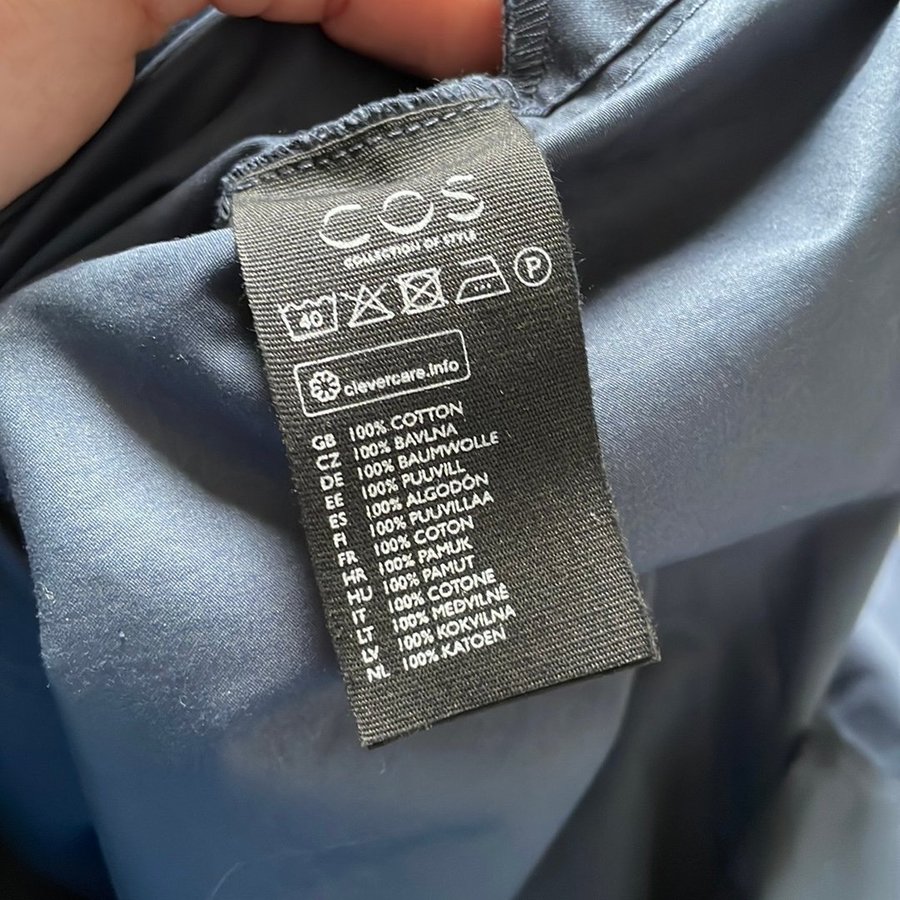 COS
COLLECTION OF STYLE
40 P
clevercare.info
GB 100% COTTON
CZ 100% BAVLNA
DE 100% BAUMWOLLE
EE 100% PUUVILL
ES 100% ALGODÓN
FI 100% PUUVILLAA
FR 100% COTON
HR 100% PAMUK
HU 100% PAMUT
IT 100% COTONE
LT 100% MEDVILNĖ
LV 100% KOKVILNA
NL 100% KATOEN